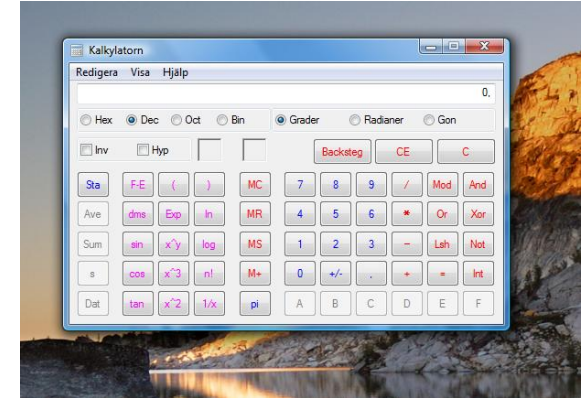 Kalkylatorn
Redigera Visa Hjälp
0,
Hex Dec Oct Bin Grader Radianer Gon
Inv Hyp Backsteg CE C
Sta F-E ( ) MC 7 8 9 / Mod And
Ave dms Exp ln MR 4 5 6 * Or Xor
Sum sin x^y log MS 1 2 3 - Lsh Not
s cos x^3 n! M+ 0 +/- , + = Int
Dat tan x^2 1/x pi A B C D E F